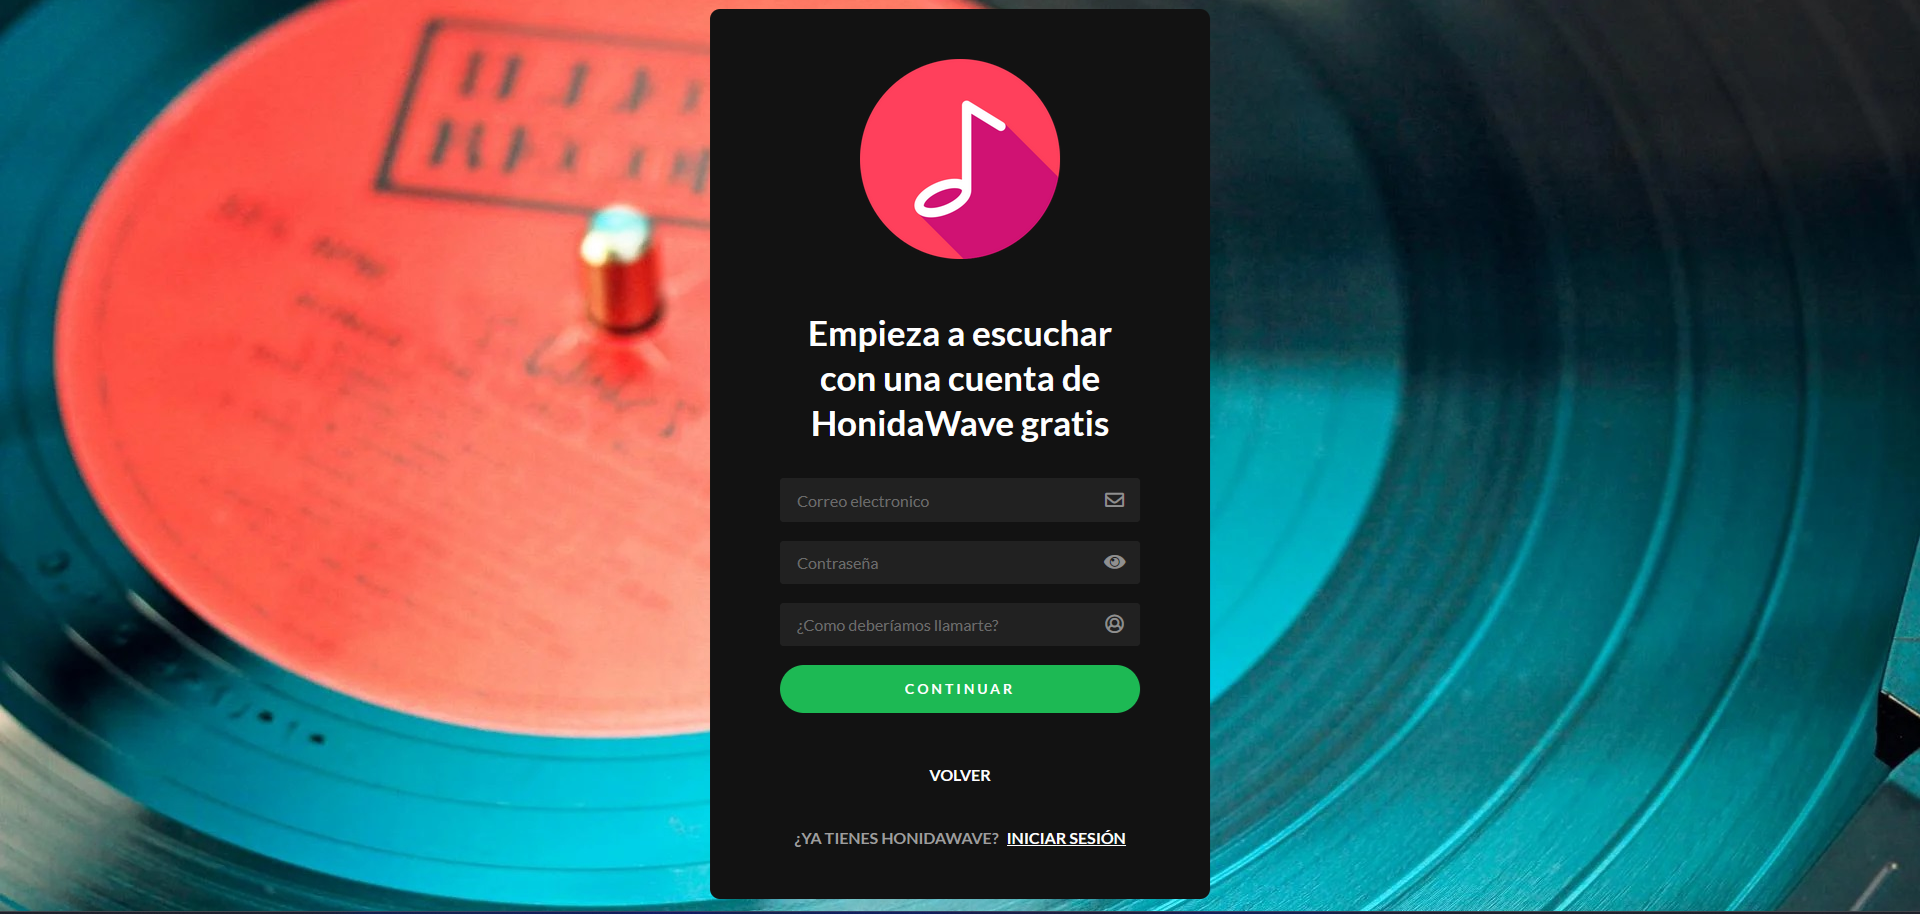 Empieza a escuchar
con una cuenta de
HonidaWave gratis
Correo electronico
Contraseña
¿Como deberíamos llamarte?
CONTINUAR
VOLVER
¿YA TIENES HONIDAWAVE? INICIAR SESIÓN